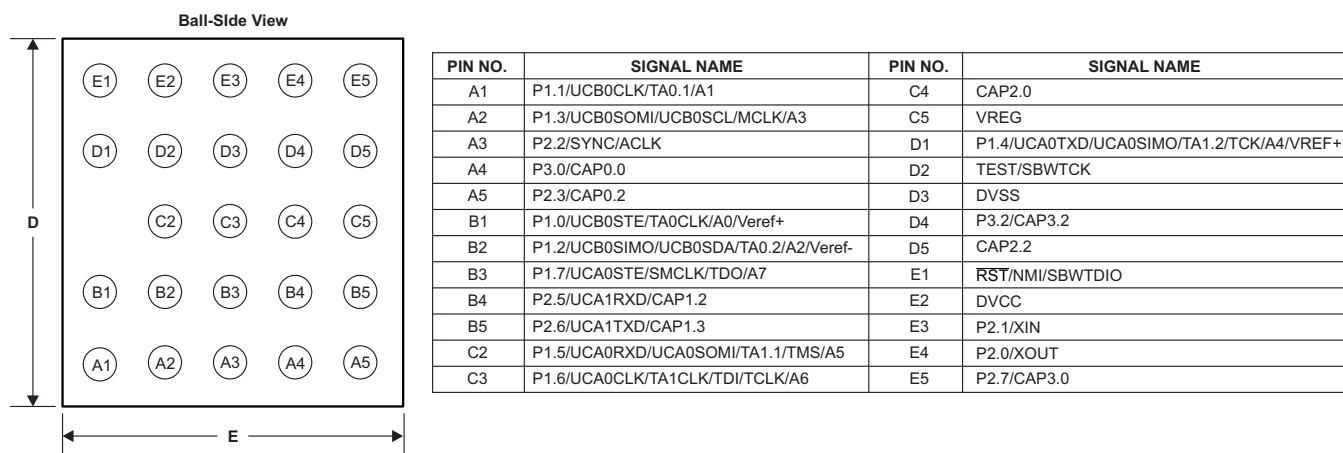 Ball-SIde View
E1 E2 E3 E4 E5
D1 D2 D3 D4 D5
D
C2 C3 C4 C5
B1 B2 B3 B4 B5
A1 A2 A3 A4 A5
E
PIN NO. SIGNAL NAME PIN NO. SIGNAL NAME
A1 P1.1/UCB0CLK/TA0.1/A1 C4 CAP2.0
A2 P1.3/UCB0SOMI/UCB0SCL/MCLK/A3 C5 VREG
A3 P2.2/SYNC/ACLK D1 P1.4/UCA0TXD/UCA0SIMO/TA1.2/TCK/A4/VREF+
A4 P3.0/CAP0.0 D2 TEST/SBWTCK
A5 P2.3/CAP0.2 D3 DVSS
B1 P1.0/UCB0STE/TA0CLK/A0/Veref+ D4 P3.2/CAP3.2
B2 P1.2/UCB0SIMO/UCB0SDA/TA0.2/A2/Veref- D5 CAP2.2
B3 P1.7/UCA0STE/SMCLK/TDO/A7 E1 RST/NMI/SBWTDIO
B4 P2.5/UCA1RXD/CAP1.2 E2 DVCC
B5 P2.6/UCA1TXD/CAP1.3 E3 P2.1/XIN
C2 P1.5/UCA0RXD/UCA0SOMI/TA1.1/TMS/A5 E4 P2.0/XOUT
C3 P1.6/UCA0CLK/TA1CLK/TDI/TCLK/A6 E5 P2.7/CAP3.0